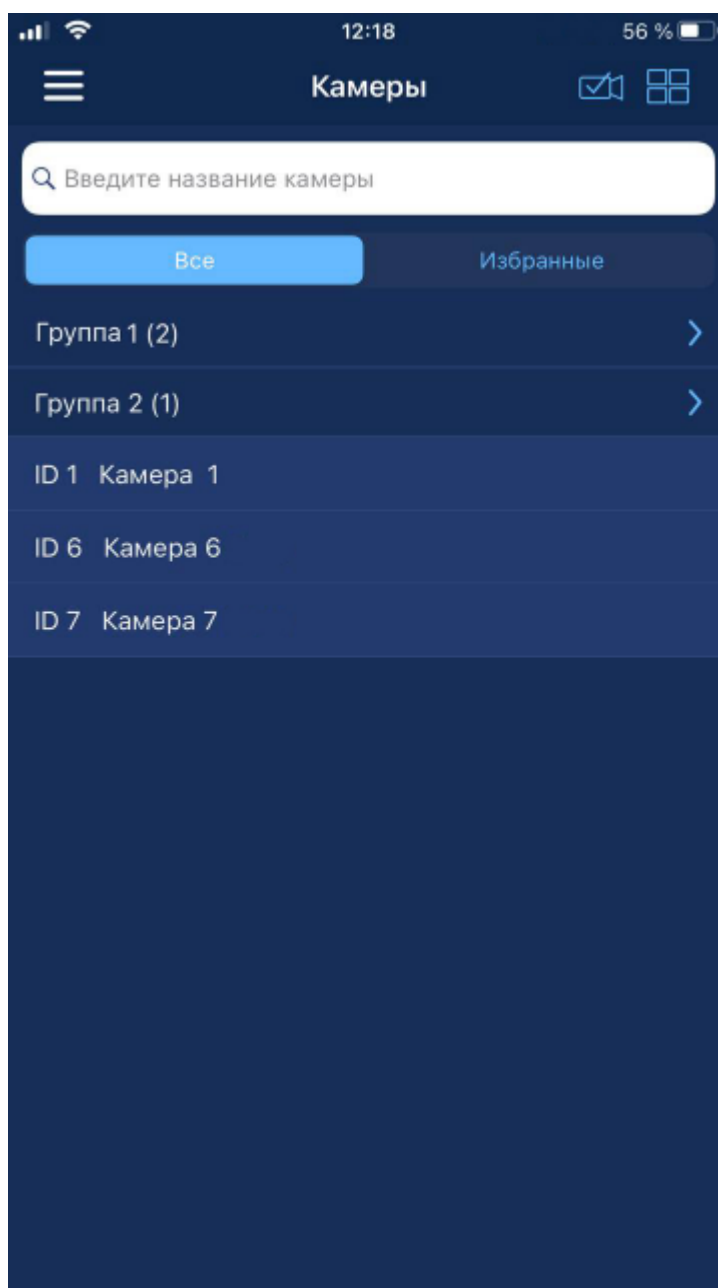 12:18 56 %
Камеры
Введите название камеры
Все Избранные
Группа 1 (2)
Группа 2 (1)
ID 1 Камера 1
ID 6 Камера 6
ID 7 Камера 7